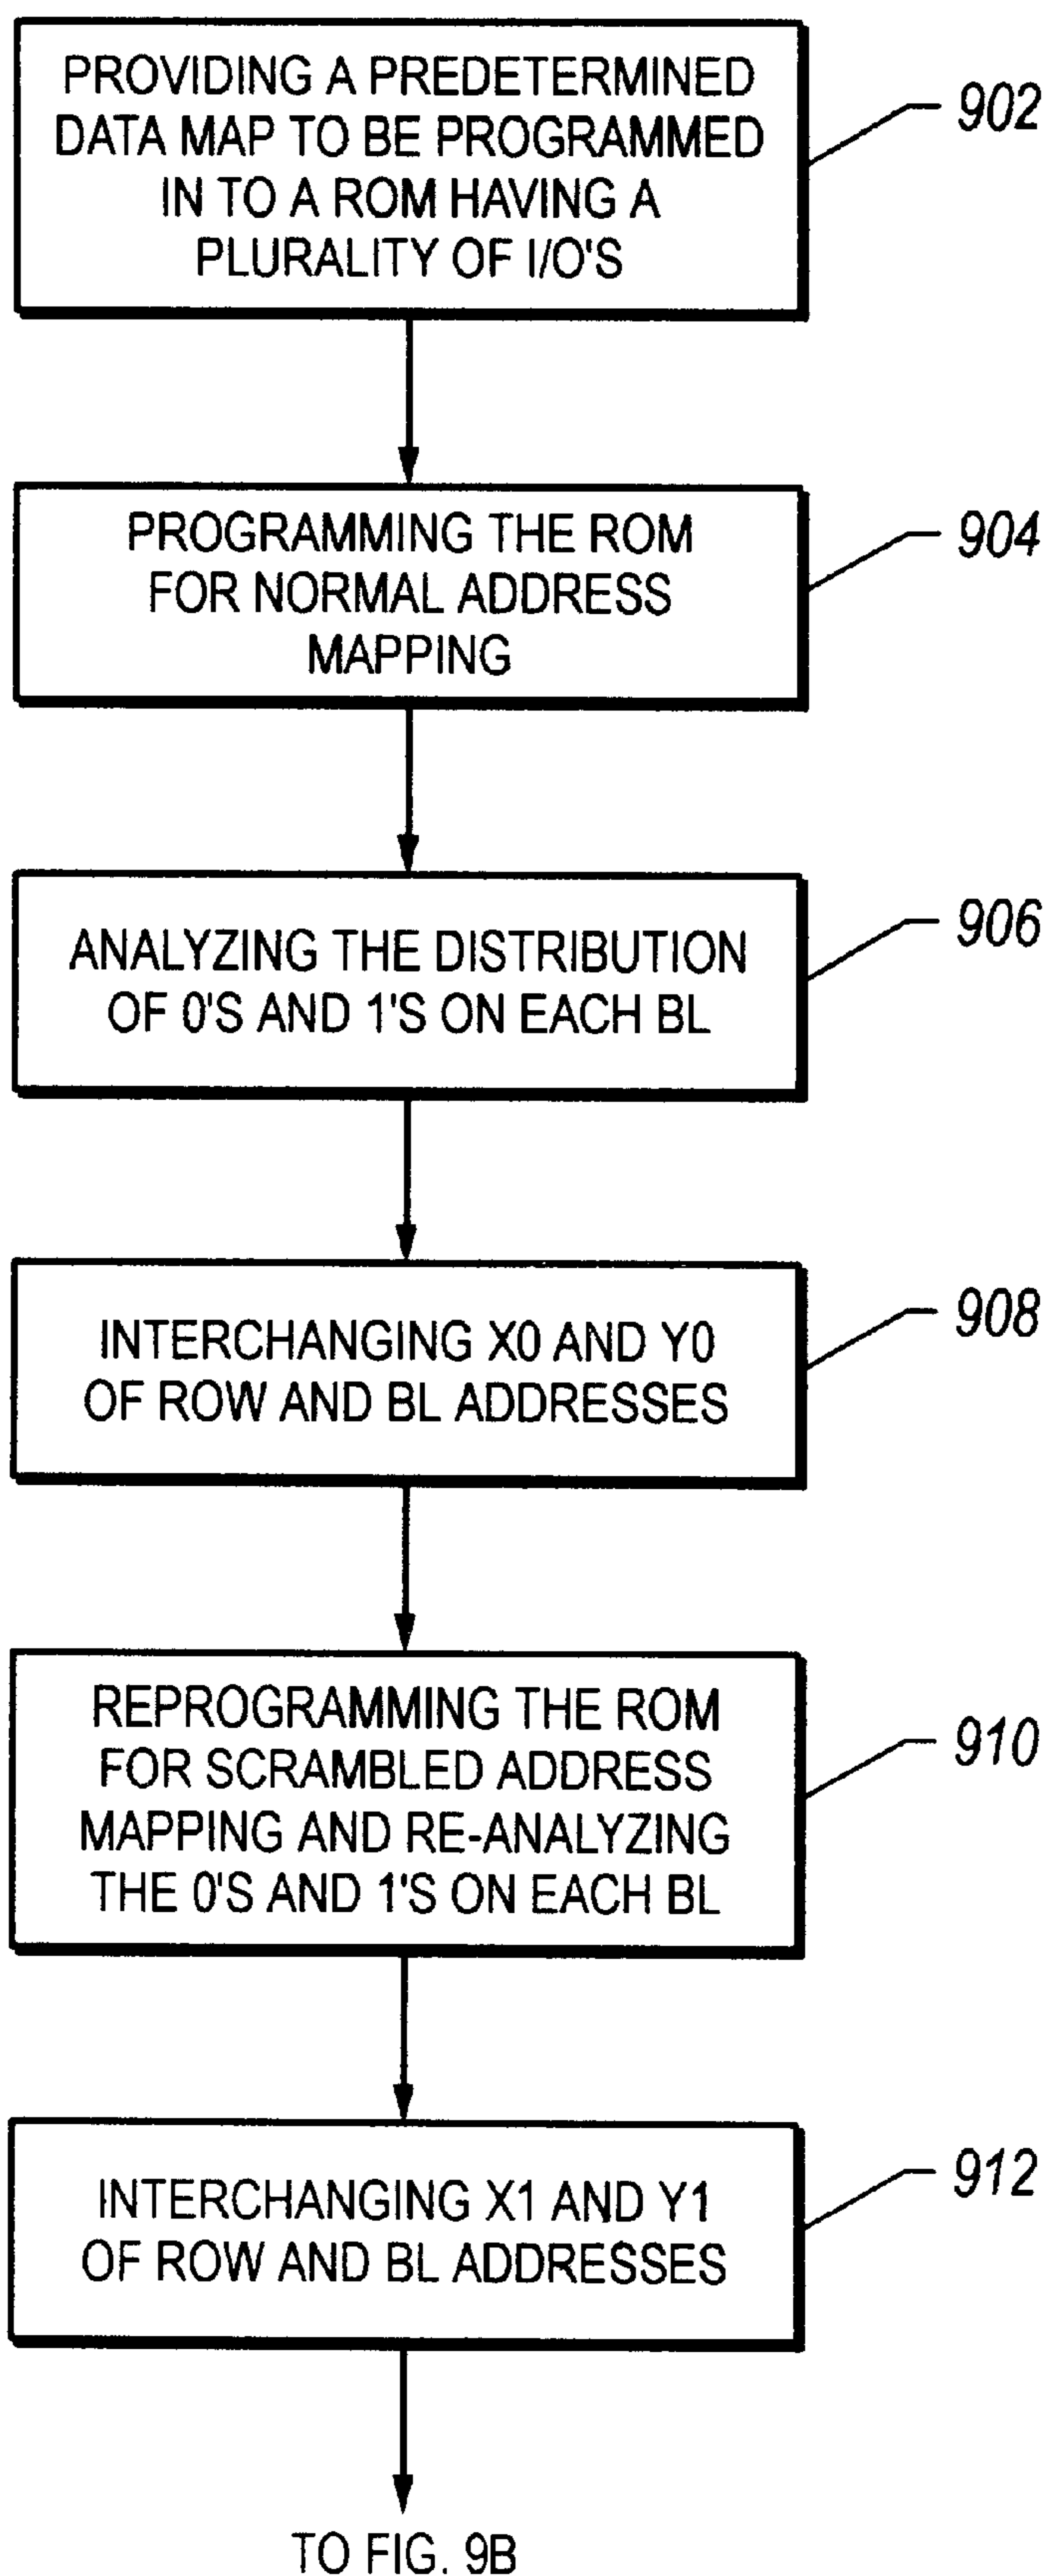 PROVIDING A PREDETERMINED
DATA MAP TO BE PROGRAMMED
IN TO A ROM HAVING A
PLURALITY OF I/O'S
902
PROGRAMMING THE ROM
FOR NORMAL ADDRESS
MAPPING
904
ANALYZING THE DISTRIBUTION
OF 0'S AND 1'S ON EACH BL
906
INTERCHANGING X0 AND Y0
OF ROW AND BL ADDRESSES
908
REPROGRAMMING THE ROM
FOR SCRAMBLED ADDRESS
MAPPING AND RE-ANALYZING
THE 0'S AND 1'S ON EACH BL
910
INTERCHANGING X1 AND Y1
OF ROW AND BL ADDRESSES
912
TO FIG. 9B